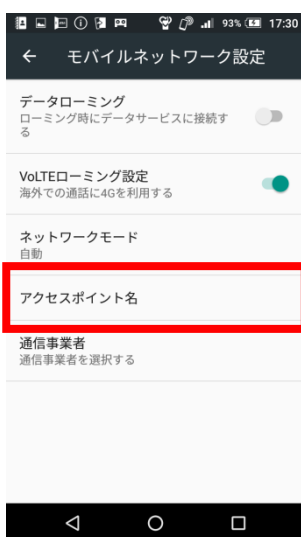 93% 17:30
モバイルネットワーク設定
データローミング
ローミング時にデータサービスに接続す
る
VoLTEローミング設定
海外での通話に4Gを利用する
ネットワークモード
自動
アクセスポイント名
通信事業者
通信事業者を選択する